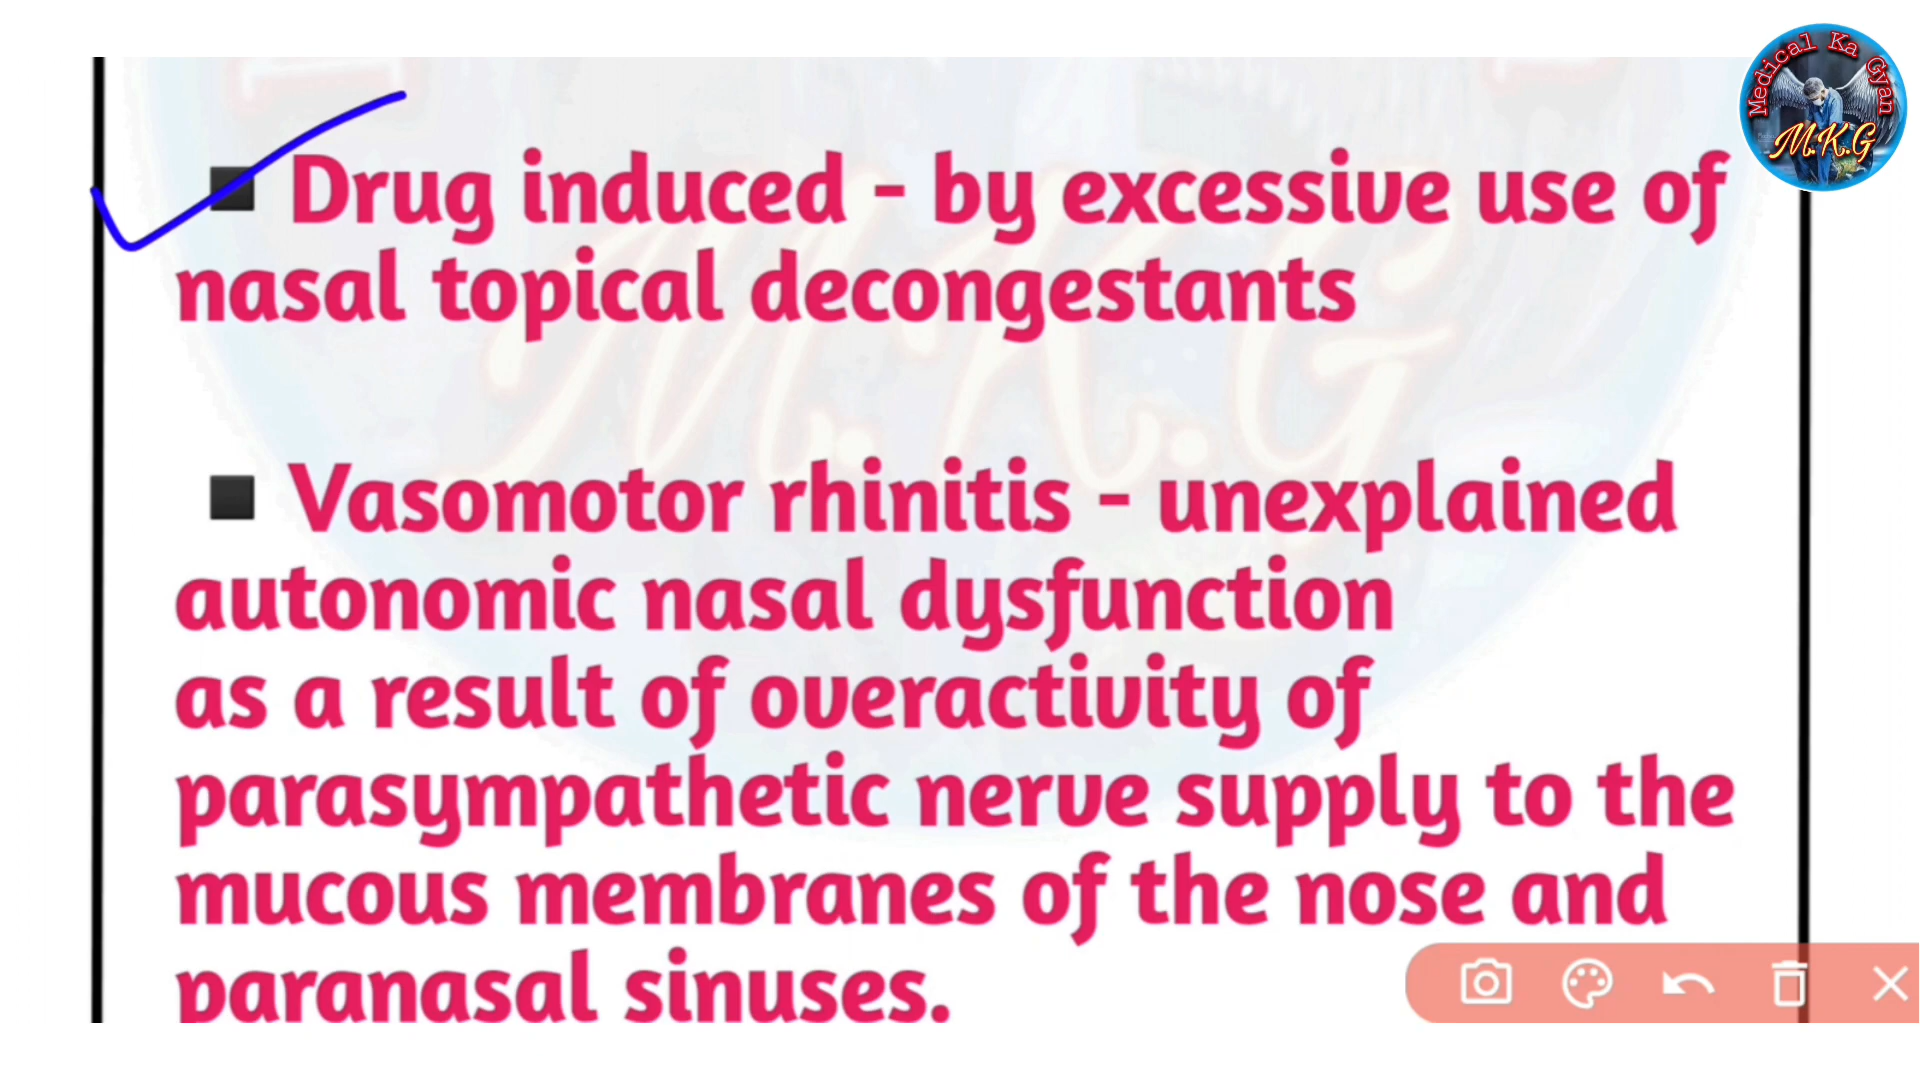 Medical Ka Gyan
M.K.G
◾ Drug induced - by excessive use of
nasal topical decongestants
◾ Vasomotor rhinitis - unexplained
autonomic nasal dysfunction
as a result of overactivity of
parasympathetic nerve supply to the
mucous membranes of the nose and
paranasal sinuses.
M.K.G